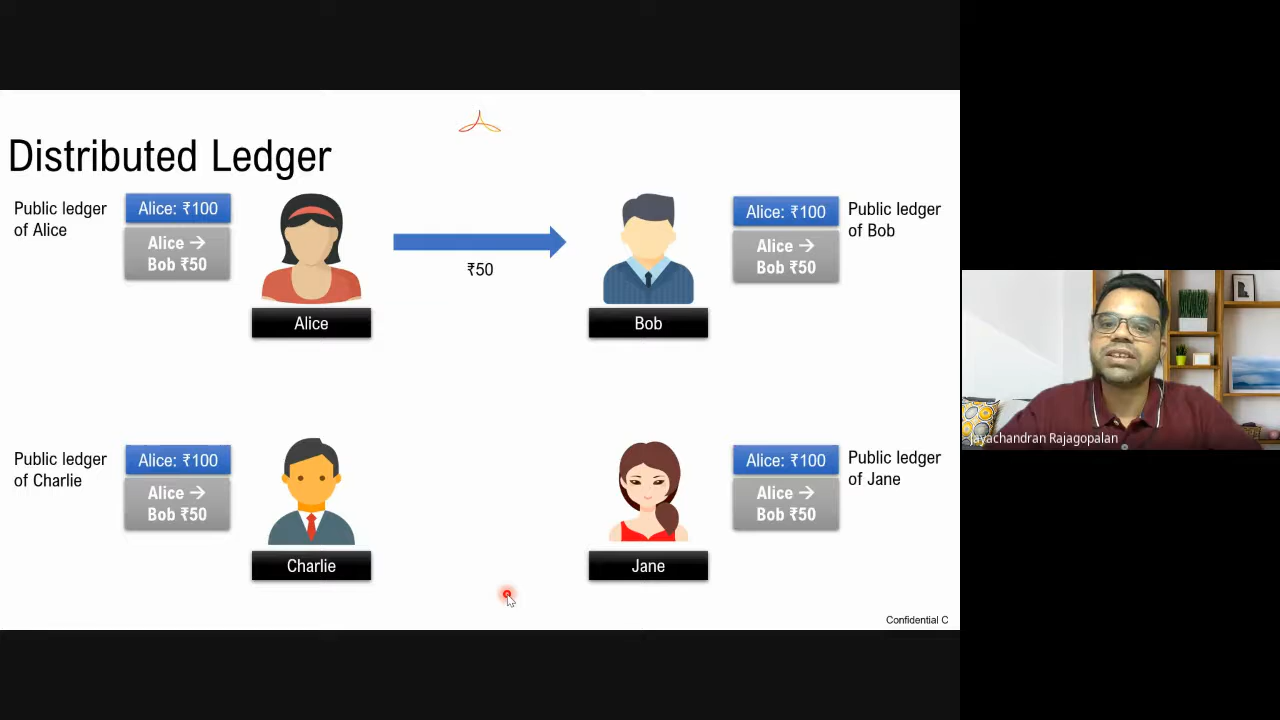 Distributed Ledger
Public ledger
of Alice
Alice: ₹100
Alice →
Bob ₹50
₹50
Alice: ₹100
Alice →
Bob ₹50
Public ledger
of Bob
Alice
Bob
Public ledger
of Charlie
Alice: ₹100
Alice →
Bob ₹50
Alice: ₹100
Alice →
Bob ₹50
Public ledger
of Jane
Charlie
Jane
Confidential C
Jayachandran Rajagopalan